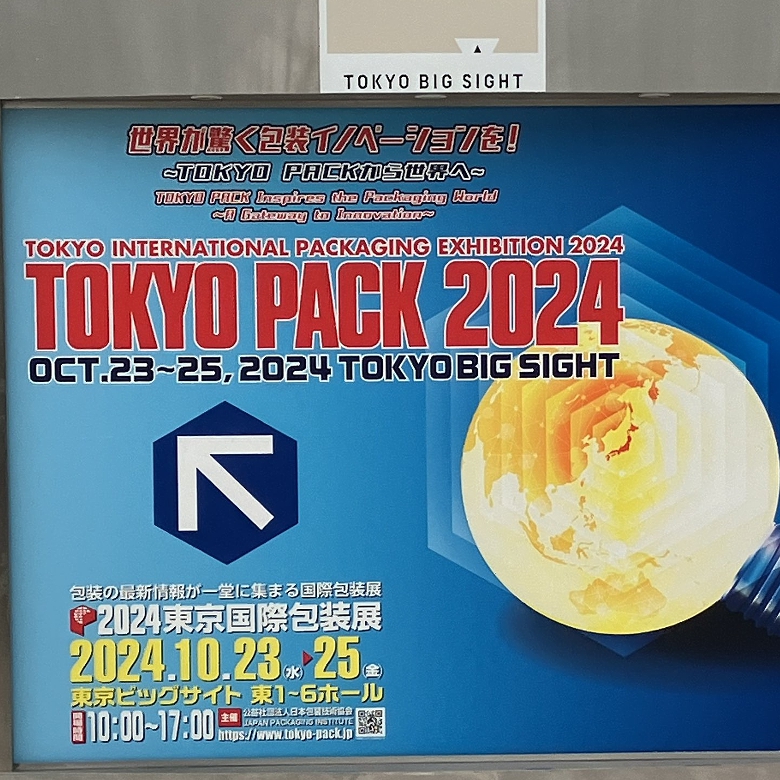 TOKYO BIG SIGHT
世界が驚く包装イノベーションを!
~TOKYO PACKから世界へ~
TOKYO PACK Inspires the Packaging World
~A Gateway to Innovation~
TOKYO INTERNATIONAL PACKAGING EXHIBITION 2024
TOKYO PACK 2024
OCT.23~25, 2024 TOKYO BIG SIGHT
包装の最新情報が一堂に集まる国際包装展
2024東京国際包装展
2024.10.23(水)▶25(金)
東京ビッグサイト 東1~6ホール
開場時間 10:00~17:00 主催 公益社団法人日本包装技術協会
JAPAN PACKAGING INSTITUTE
https://www.tokyo-pack.jp